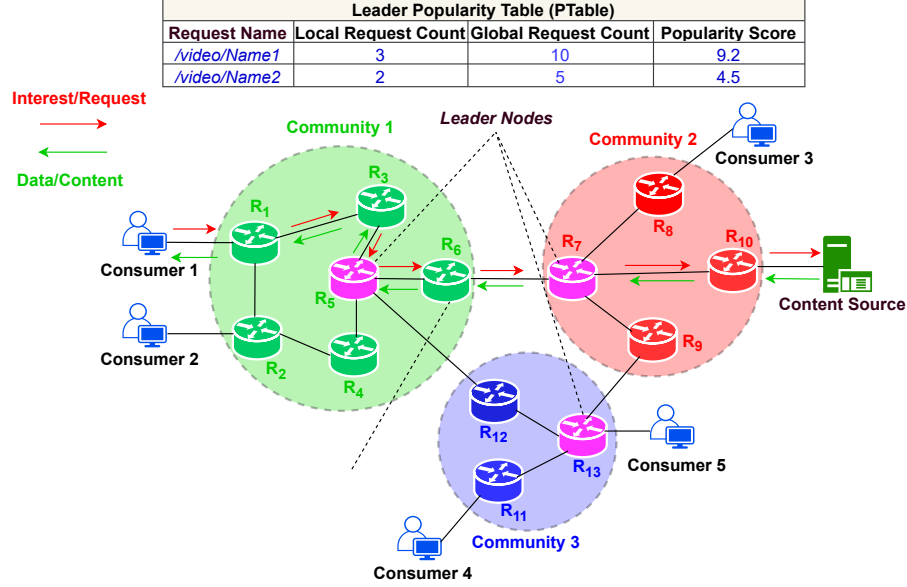 Leader Popularity Table (PTable)
Request Name Local Request Count Global Request Count Popularity Score
/video/Name1 3 10 9.2
/video/Name2 2 5 4.5
Interest/Request
Data/Content
Community 1
Leader Nodes
Community 2
Consumer 3
R3
R1
R8
R6
R7
R10
Consumer 1
R5
Content Source
Consumer 2
R2
R4
R9
R12
R13
Consumer 5
R11
Community 3
Consumer 4